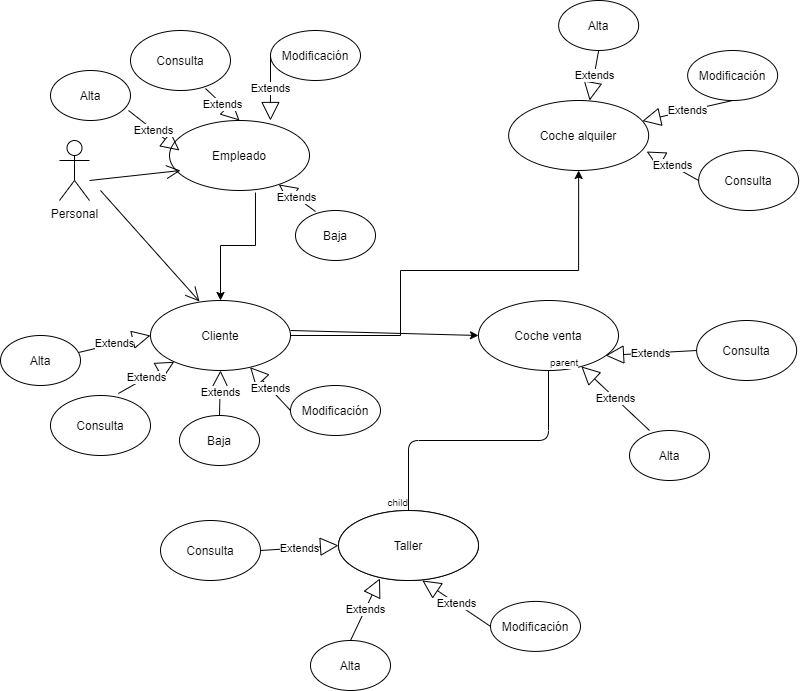 Alta
Consulta
Modificación
Extends
Modificación
Extends
Alta
Extends
Extends
Extends
Extends
Coche alquiler
Empleado
Extends
Consulta
Extends
Personal
Baja
Cliente
Coche venta
Extends
Extends
Consulta
Alta
parent
Extends
Extends
Extends
Extends
Modificación
Consulta
Baja
Alta
child
Consulta
Extends
Taller
Extends
Extends
Modificación
Alta